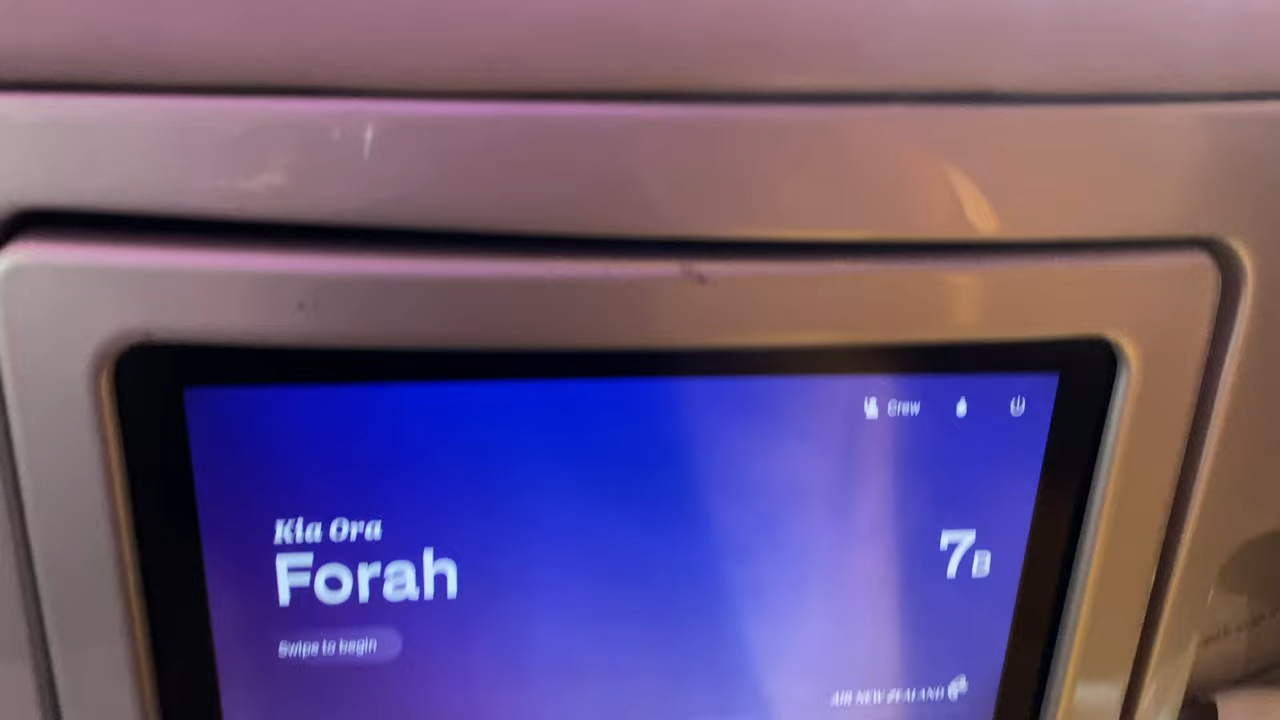 Crew
Kia Ora
Forah
7B
Swipe to begin
AIR NEW ZEALAND